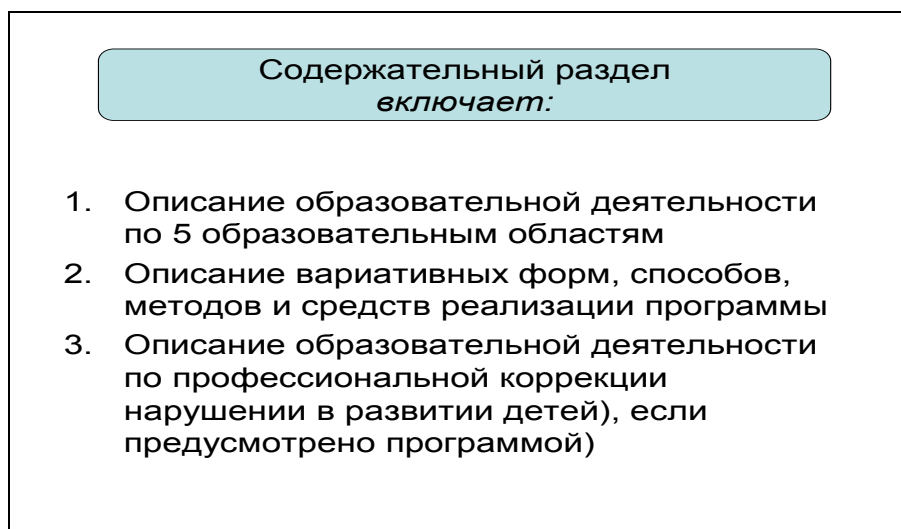 Содержательный раздел
включает:
1. Описание образовательной деятельности
по 5 образовательным областям
2. Описание вариативных форм, способов,
методов и средств реализации программы
3. Описание образовательной деятельности
по профессиональной коррекции
нарушении в развитии детей), если
предусмотрено программой)